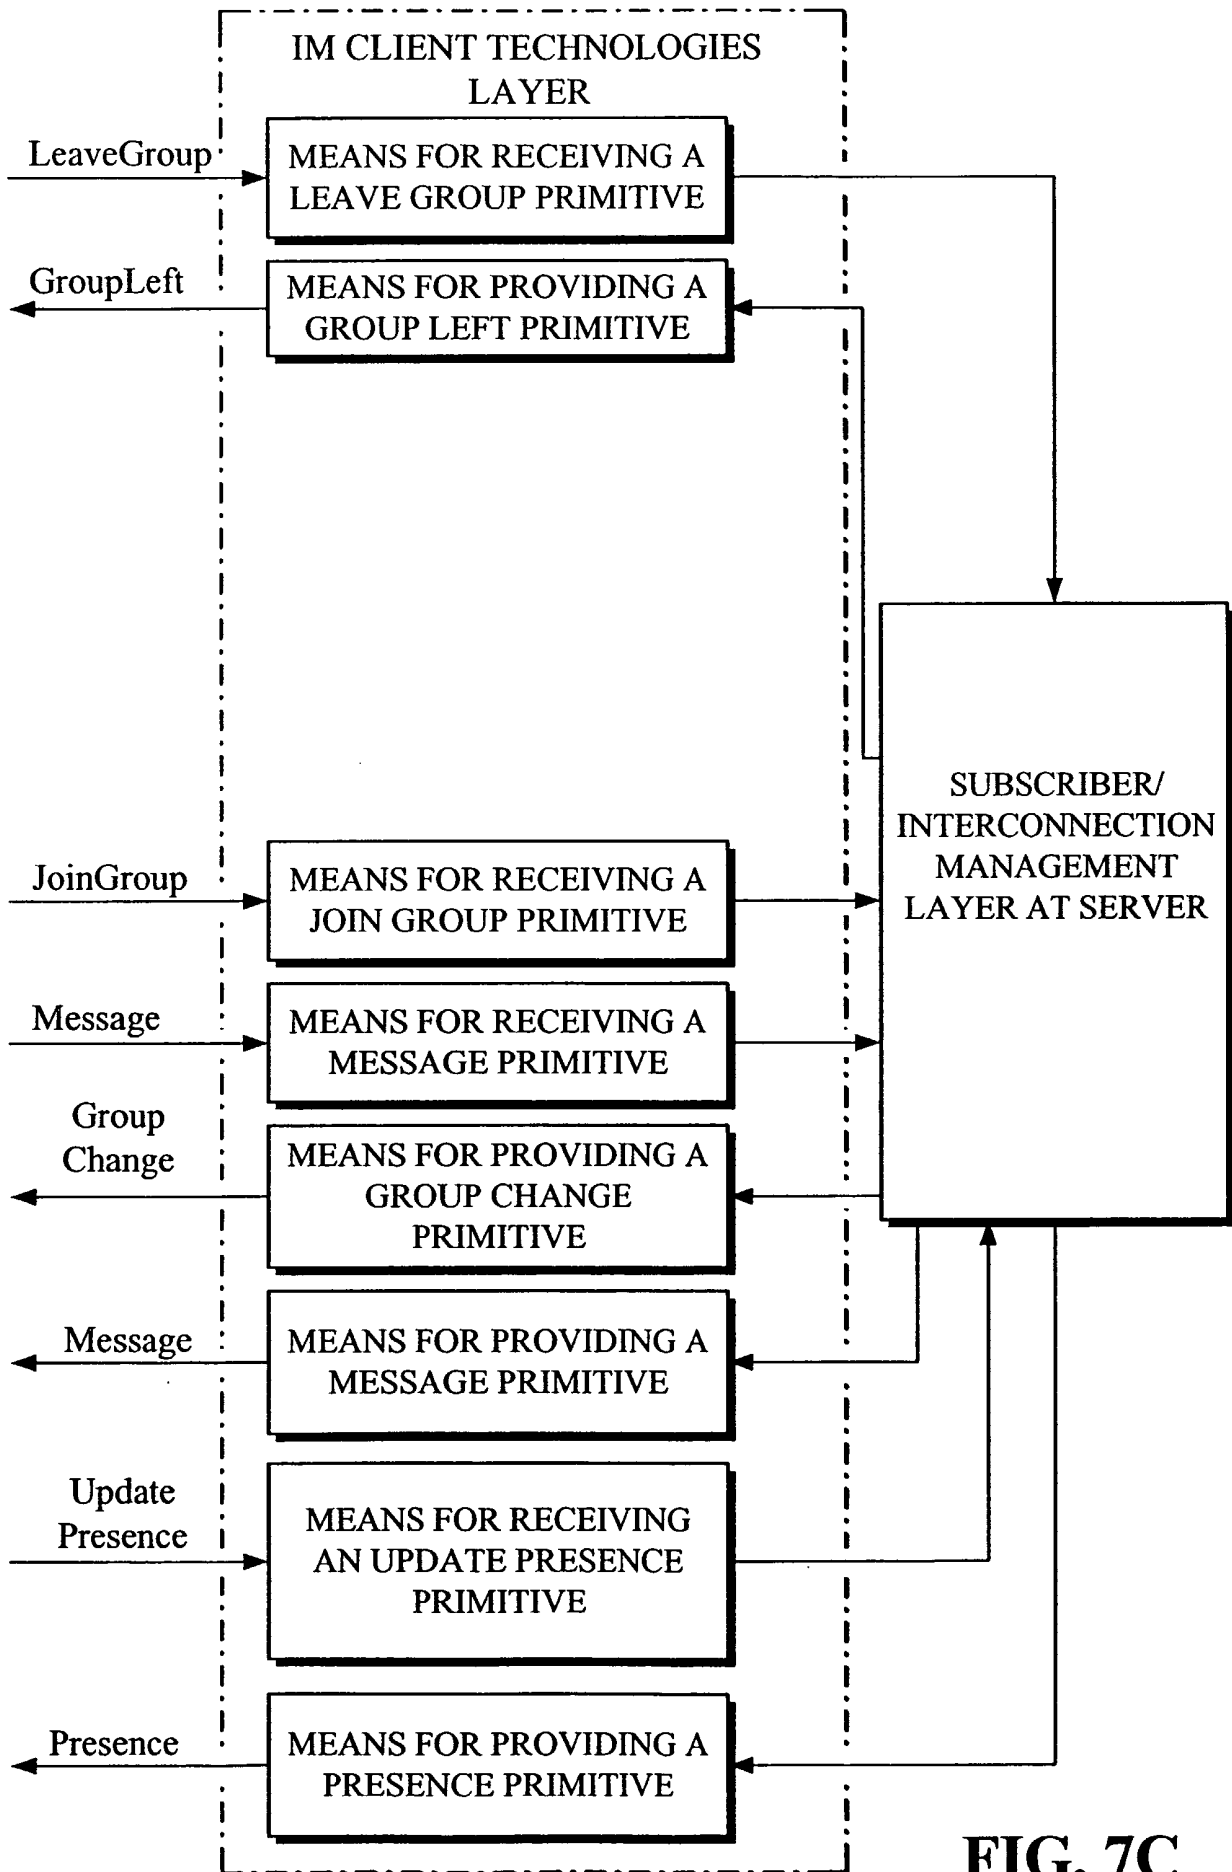 IM CLIENT TECHNOLOGIES
LAYER
LeaveGroup
MEANS FOR RECEIVING A
LEAVE GROUP PRIMITIVE
GroupLeft
MEANS FOR PROVIDING A
GROUP LEFT PRIMITIVE
SUBSCRIBER/
INTERCONNECTION
MANAGEMENT
LAYER AT SERVER
JoinGroup
MEANS FOR RECEIVING A
JOIN GROUP PRIMITIVE
Message
MEANS FOR RECEIVING A
MESSAGE PRIMITIVE
Group
Change
MEANS FOR PROVIDING A
GROUP CHANGE
PRIMITIVE
Message
MEANS FOR PROVIDING A
MESSAGE PRIMITIVE
Update
Presence
MEANS FOR RECEIVING
AN UPDATE PRESENCE
PRIMITIVE
Presence
MEANS FOR PROVIDING A
PRESENCE PRIMITIVE
FIG. 7C